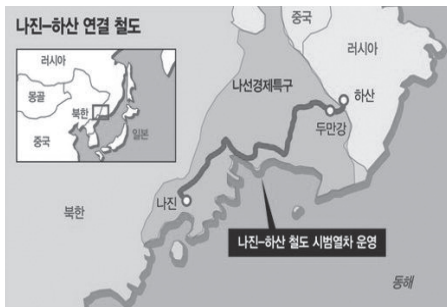 나진-하산 연결 철도
러시아
몽골
북한
중국
일본
중국
러시아
나선경제특구
하산
두만강
나진
북한
나진-하산 철도 시범열차 운영
동해